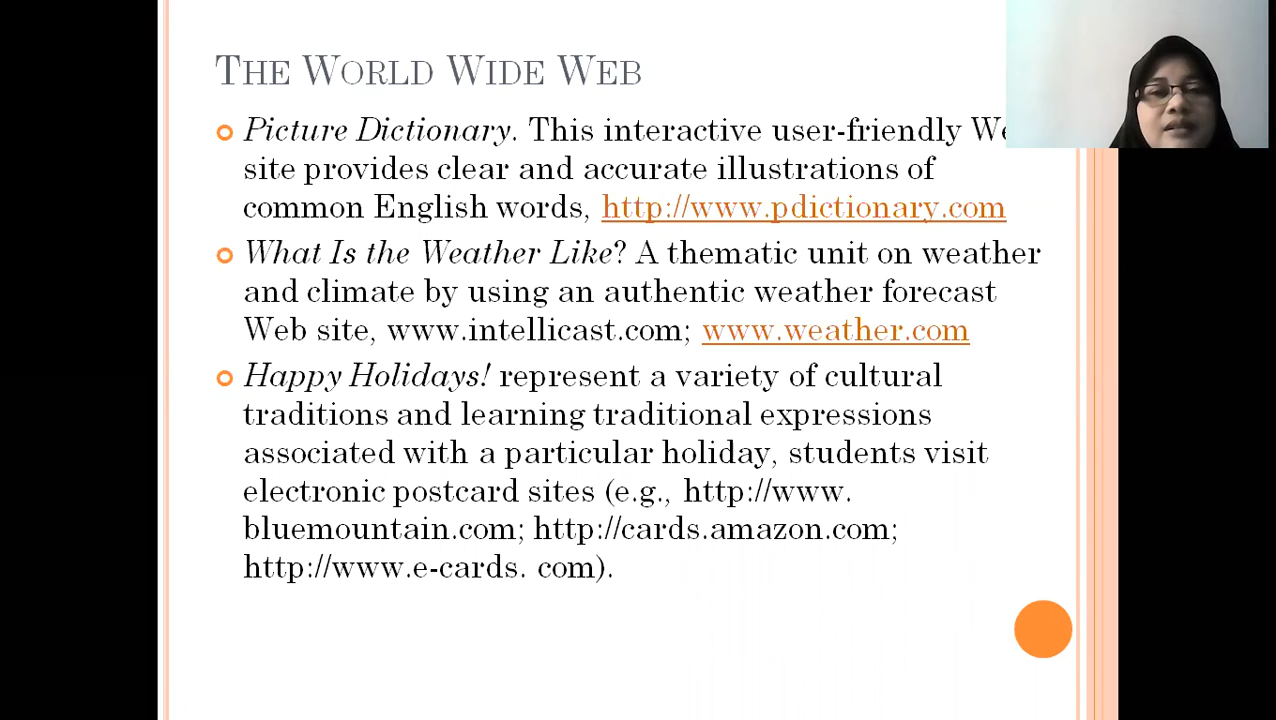 THE WORLD WIDE WEB
Picture Dictionary. This interactive user-friendly
site provides clear and accurate illustrations of
common English words, http://www.pdictionary.com
What Is the Weather Like? A thematic unit on weather
and climate by using an authentic weather forecast
Web site, www.intellicast.com; www.weather.com
Happy Holidays! represent a variety of cultural
traditions and learning traditional expressions
associated with a particular holiday, students visit
electronic postcard sites (e.g., http://www.
bluemountain.com; http://cards.amazon.com;
http://www.e-cards. com).